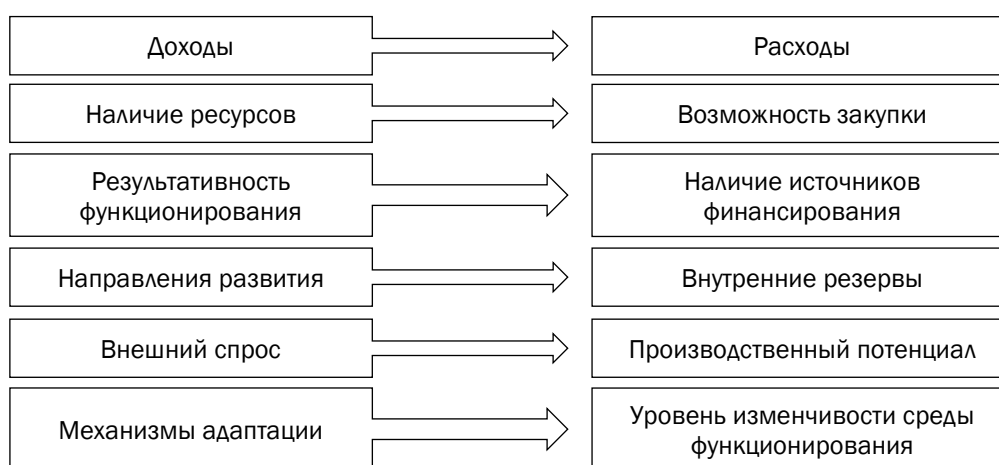 Доходы
Расходы
Наличие ресурсов
Возможность закупки
Результативность
функционирования
Наличие источников
финансирования
Направления развития
Внутренние резервы
Внешний спрос
Производственный потенциал
Механизмы адаптации
Уровень изменчивости среды
функционирования